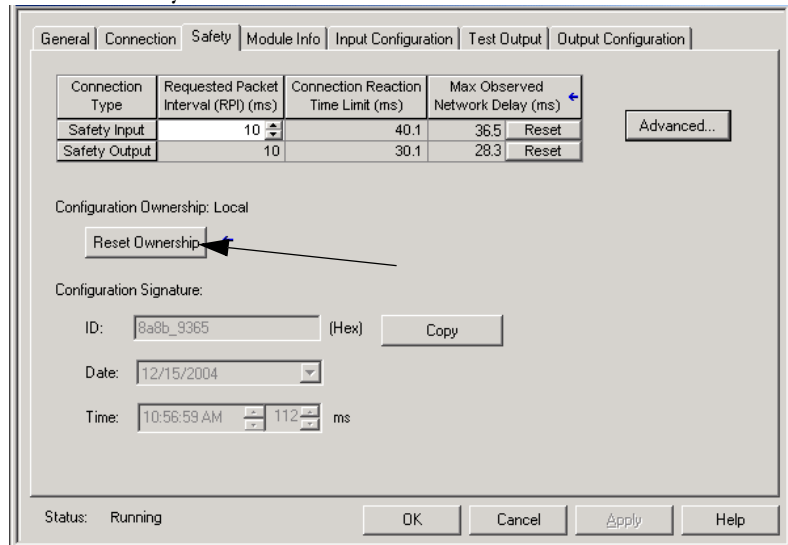 General Connection Safety Module Info Input Configuration Test Output Output Configuration
Connection Type Requested Packet Interval (RPI) (ms) Connection Reaction Time Limit (ms) Max Observed Network Delay (ms)
Safety Input 10 40.1 36.5 Reset
Safety Output 10 30.1 28.3 Reset
Advanced...
Configuration Ownership: Local
Reset Ownership
Configuration Signature:
ID: 8a8b_9365 (Hex) Copy
Date: 12/15/2004
Time: 10:56:59 AM 112 ms
Status: Running OK Cancel Apply Help